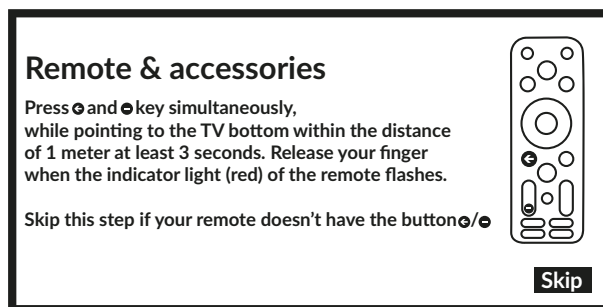 Remote & accessories
Press and key simultaneously,
while pointing to the TV bottom within the distance
of 1 meter at least 3 seconds. Release your finger
when the indicator light (red) of the remote flashes.
Skip this step if your remote doesn't have the button /
Skip